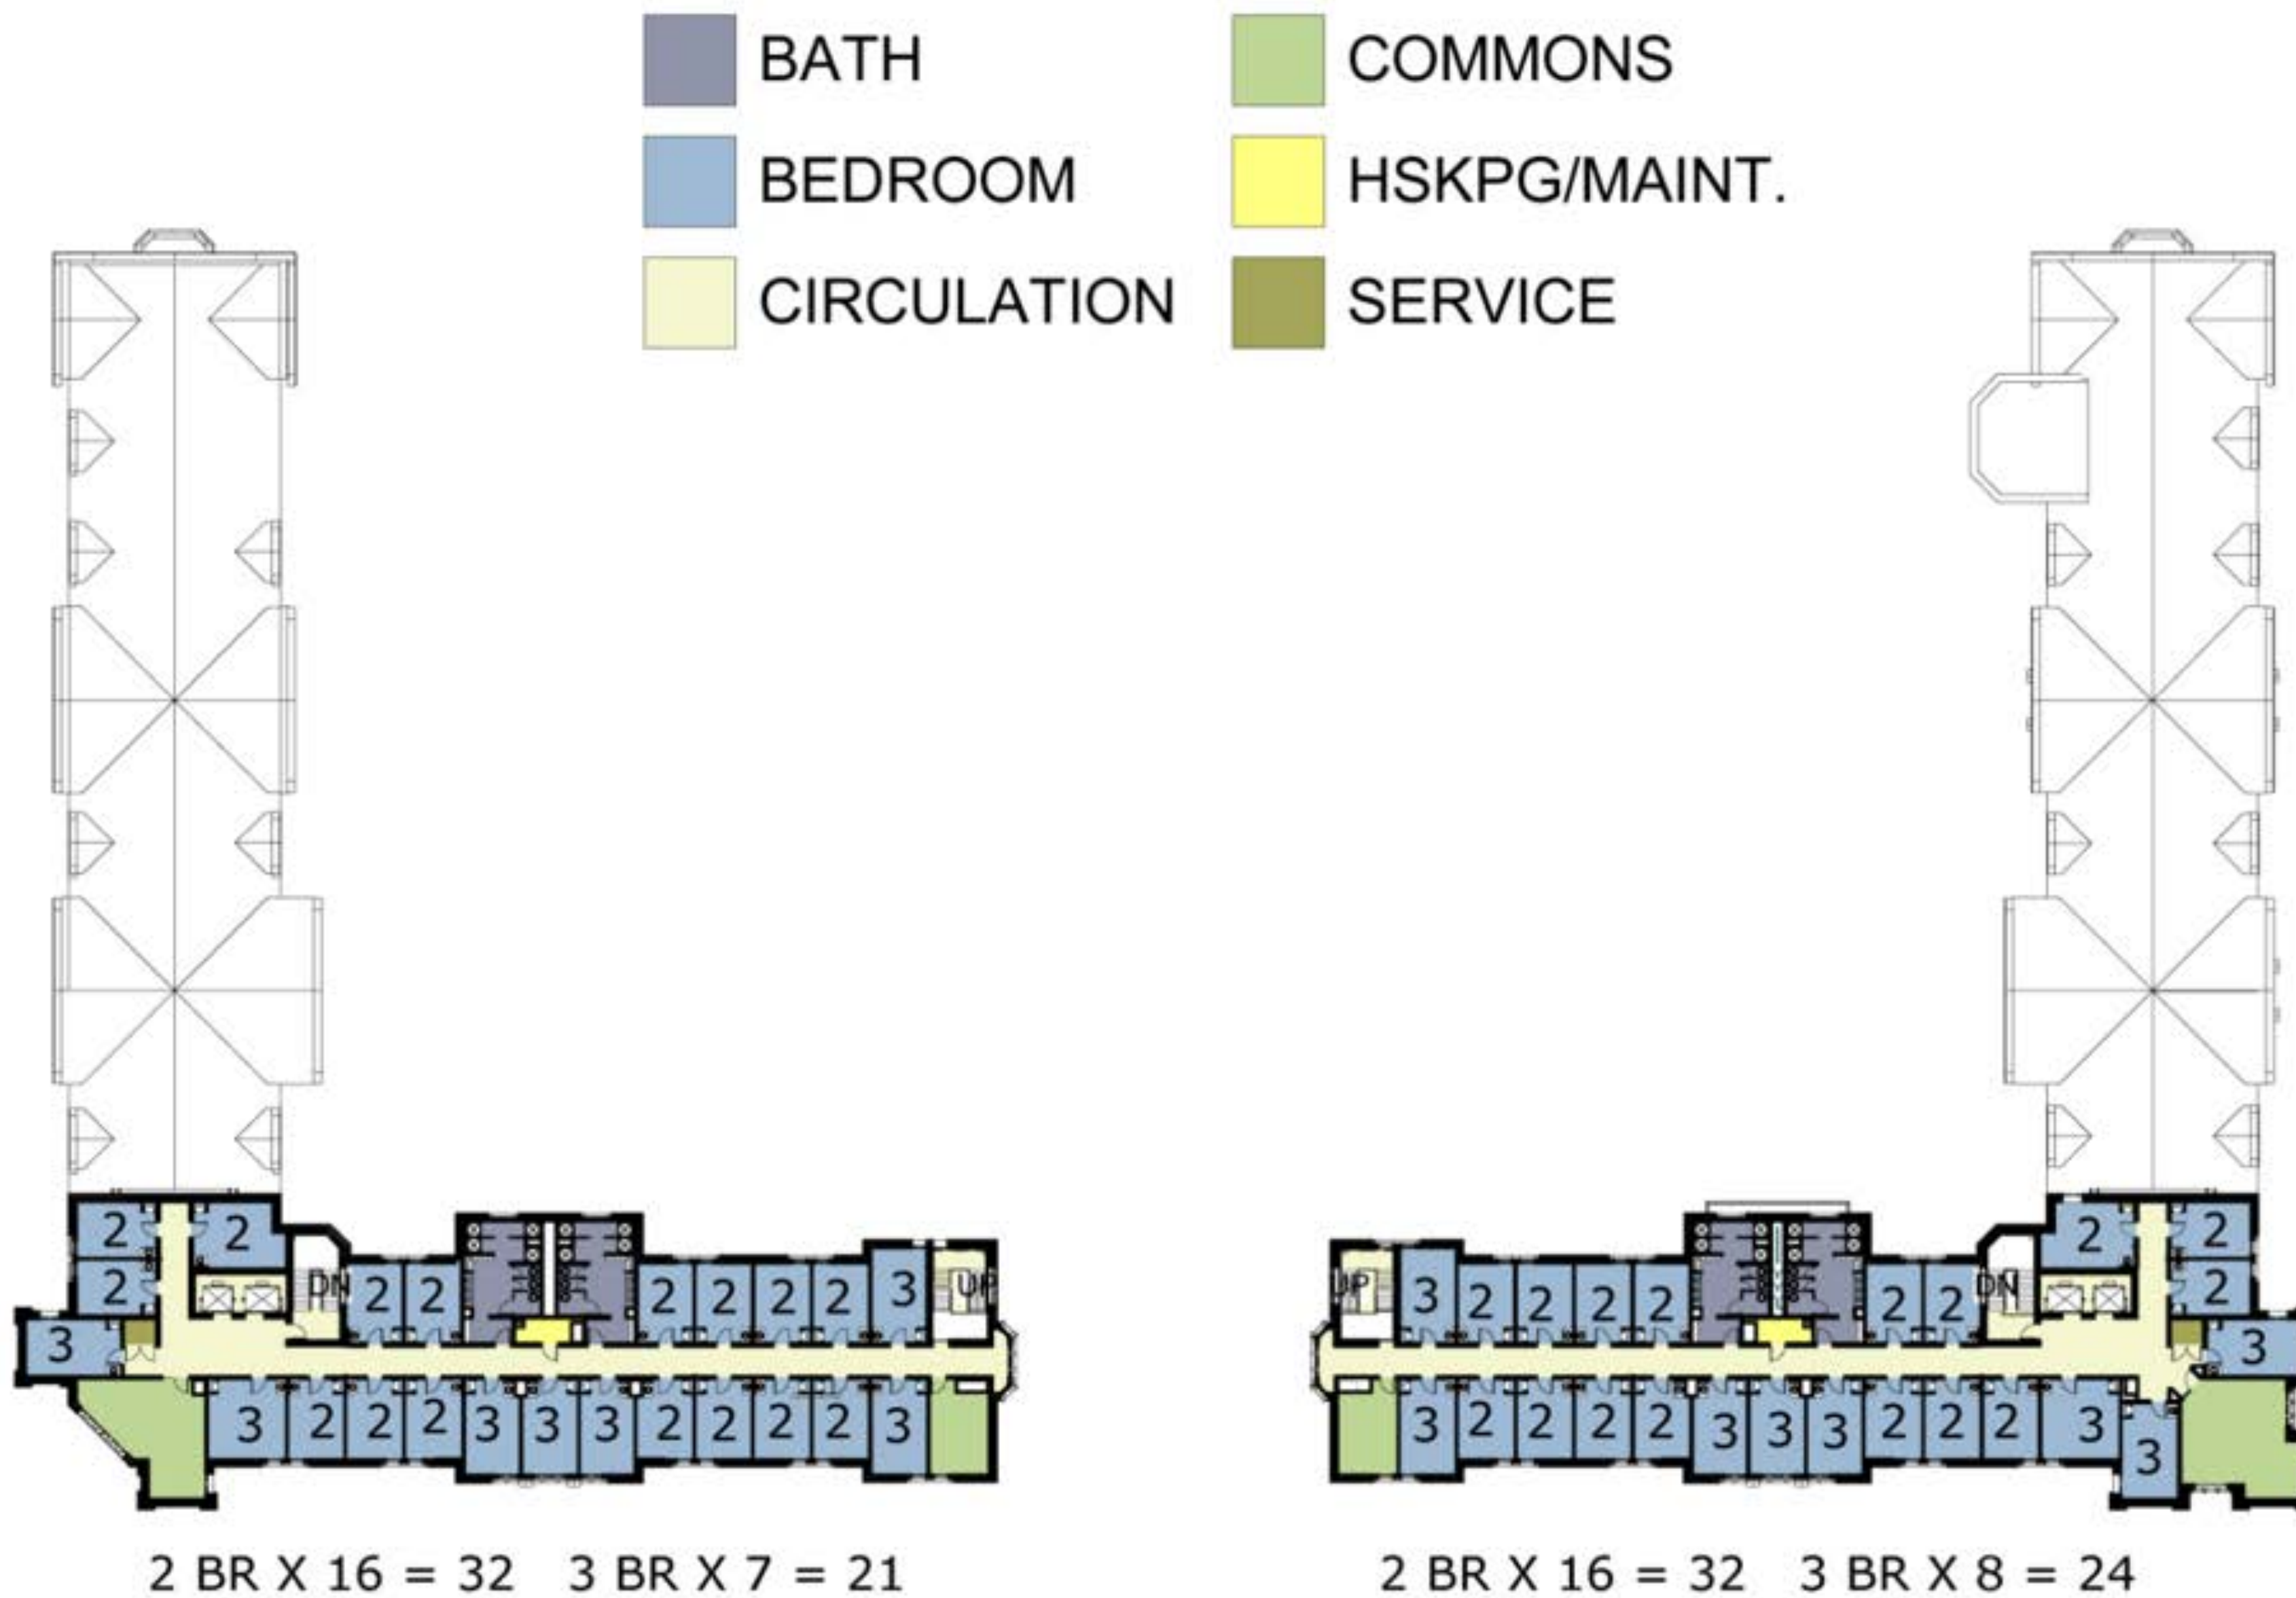 BATH
COMMONS
BEDROOM
HSKPG/MAINT.
CIRCULATION
SERVICE
2 2
2 DN 2 2 2 2 2 2 3 UP
3
3 2 2 2 3 3 3 2 2 2 2 3
2 BR X 16 = 32 3 BR X 7 = 21
2 2
UP 3 2 2 2 2 2 2 DN 2
3
3 2 2 2 2 3 3 3 2 2 2 3
3
2 BR X 16 = 32 3 BR X 8 = 24